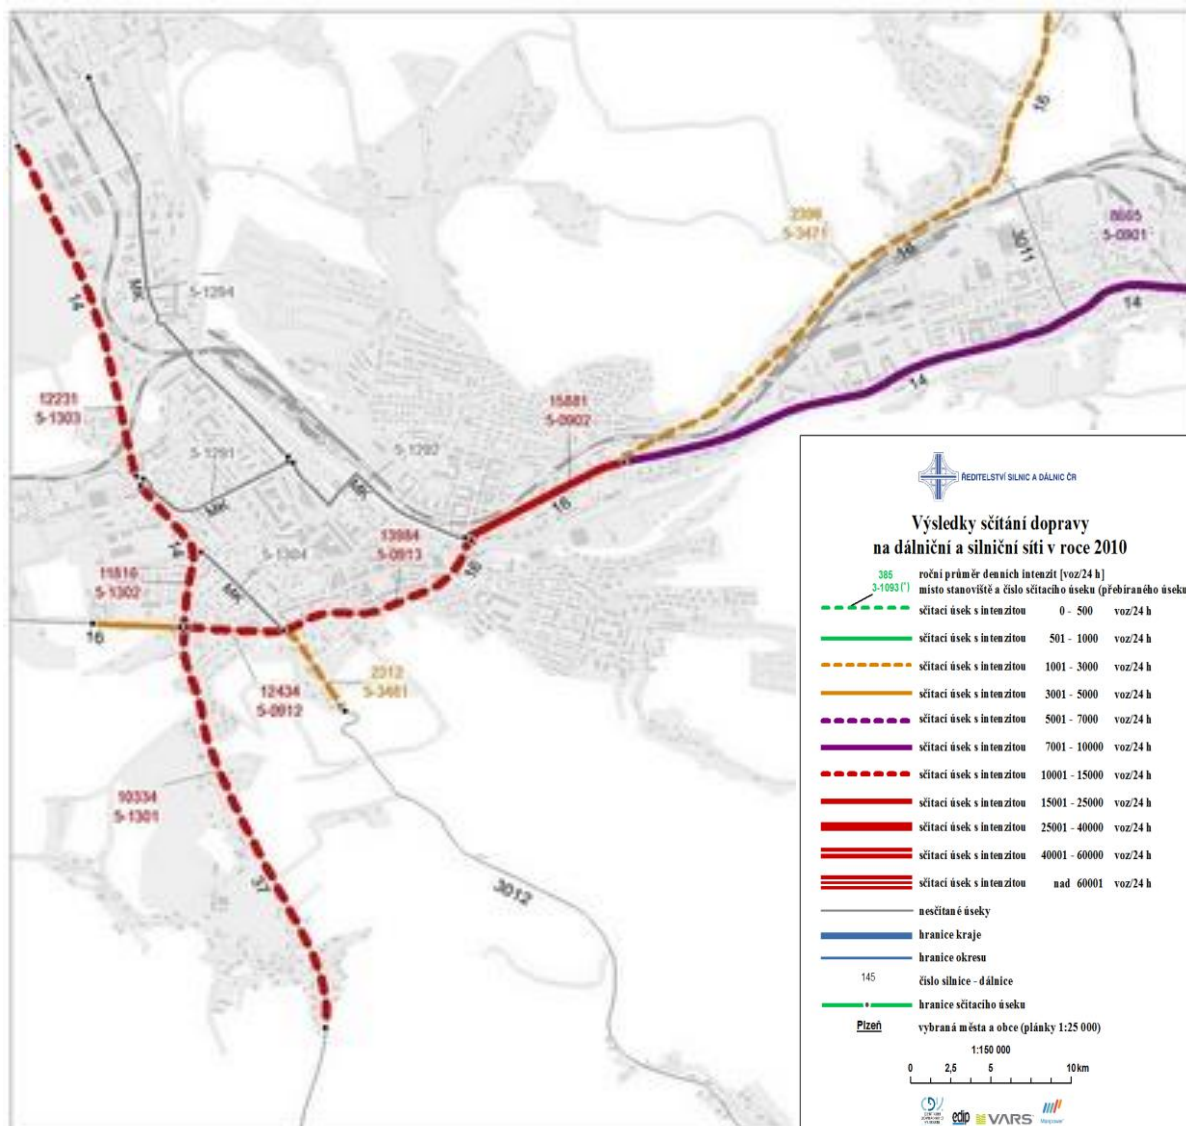 16
8665
5-0901
2398
5-3471
16
3011
14
14
MK
5-1294
14
12231
5-1303
15881
5-0902
5-1291
5-1292
MK
MK
16
13984
5-0913
14
5-1304
16
11816
5-1302
MK
16
2312
5-3461
12434
5-0912
10334
5-1301
37
3012
ŘEDITELSTVÍ SILNIC A DÁLNIC ČR
Výsledky sčítání dopravy
na dálniční a silniční síti v roce 2010
385 roční průměr denních intenzit [voz/24 h]
3-1093 (*) místo stanoviště a číslo sčítacího úseku (přebíraného úseku
sčítací úsek s intenzitou 0 - 500 voz/24 h
sčítací úsek s intenzitou 501 - 1000 voz/24 h
sčítací úsek s intenzitou 1001 - 3000 voz/24 h
sčítací úsek s intenzitou 3001 - 5000 voz/24 h
sčítací úsek s intenzitou 5001 - 7000 voz/24 h
sčítací úsek s intenzitou 7001 - 10000 voz/24 h
sčítací úsek s intenzitou 10001 - 15000 voz/24 h
sčítací úsek s intenzitou 15001 - 25000 voz/24 h
sčítací úsek s intenzitou 25001 - 40000 voz/24 h
sčítací úsek s intenzitou 40001 - 60000 voz/24 h
sčítací úsek s intenzitou nad 60001 voz/24 h
nesčítané úseky
hranice kraje
hranice okresu
145 číslo silnice - dálnice
hranice sčítacího úseku
Plzeň vybraná města a obce (plánky 1:25 000)
1:150 000
0 2,5 5 10 km
edip VARS